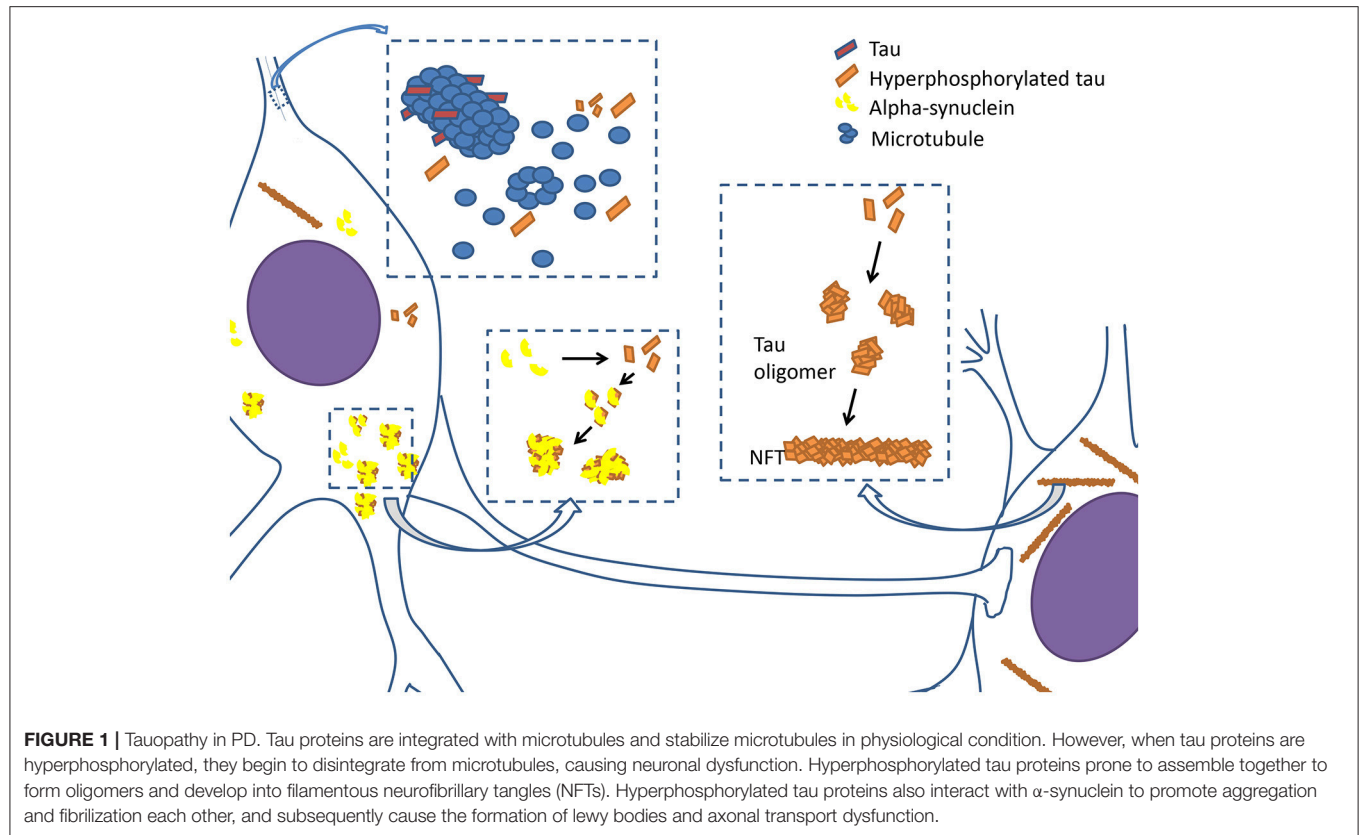 Tau
Hyperphosphorylated tau
Alpha-synuclein
Microtubule
Tau
oligomer
NFT
FIGURE 1 | Tauopathy in PD. Tau proteins are integrated with microtubules and stabilize microtubules in physiological condition. However, when tau proteins are
hyperphosphorylated, they begin to disintegrate from microtubules, causing neuronal dysfunction. Hyperphosphorylated tau proteins prone to assemble together to
form oligomers and develop into filamentous neurofibrillary tangles (NFTs). Hyperphosphorylated tau proteins also interact with α-synuclein to promote aggregation
and fibrilization each other, and subsequently cause the formation of lewy bodies and axonal transport dysfunction.